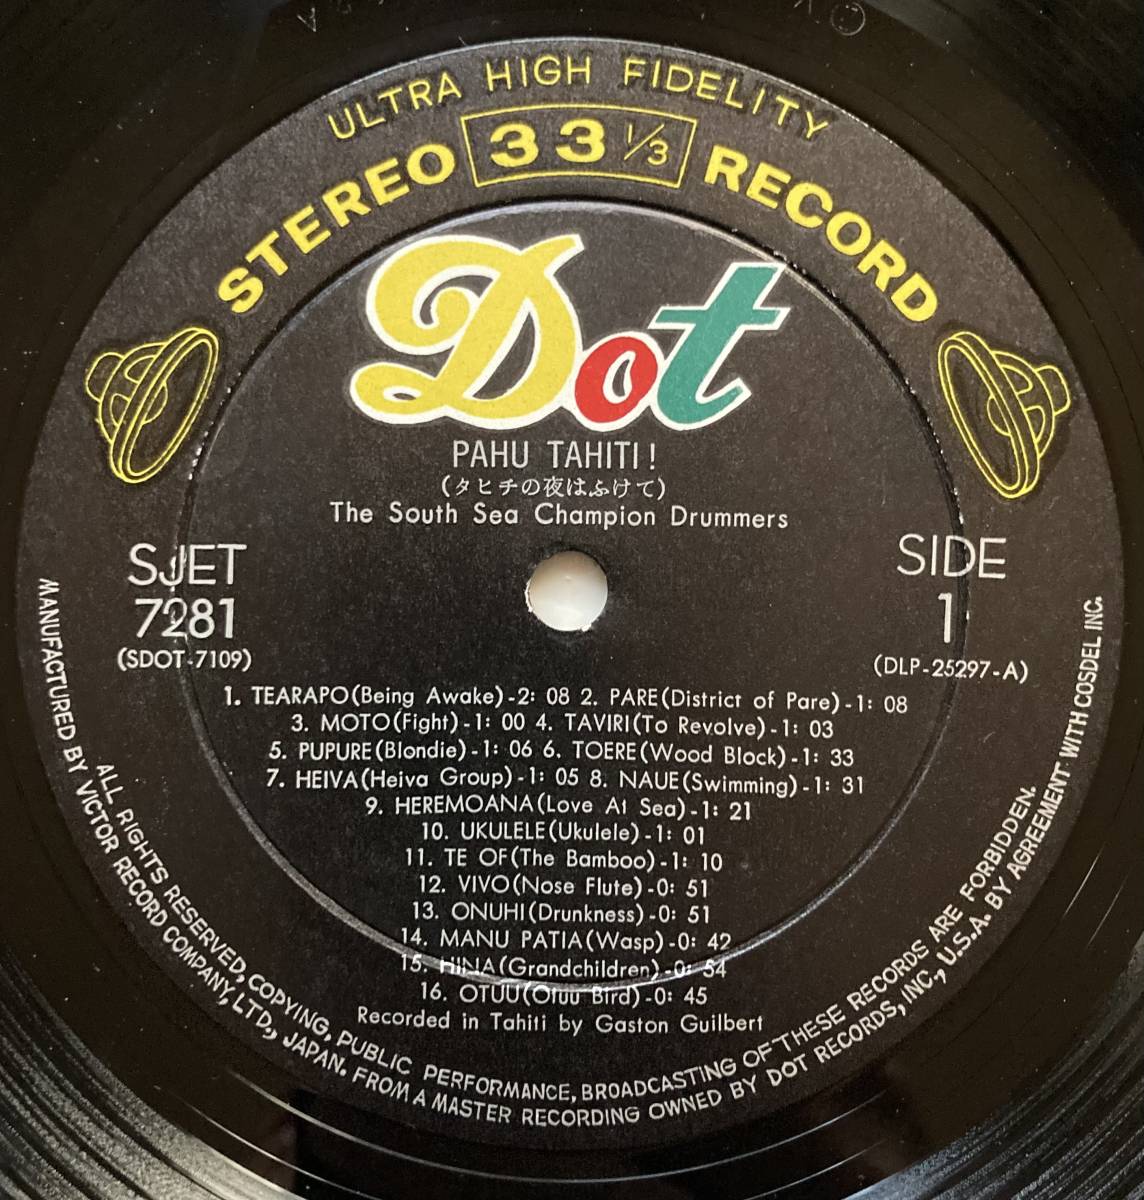 ULTRA HIGH FIDELITY
STEREO 33 1/3 RECORD
Dot
PAHU TAHITI!
(タヒチの夜はふけて)
The South Sea Champion Drummers
SJET
7281
(SDOT-7109)
SIDE
1
(DLP-25297-A)
1. TEARAPO(Being Awake)-2: 08 2. PARE(District of Pare)-1: 08
3. MOTO(Fight)-1: 00 4. TAVIRI(To Revolve)-1: 03
5. PUPURE(Blondie)-1: 06 6. TOERE(Wood Block)-1: 33
7. HEIVA(Heiva Group)-1: 05 8. NAUE(Swimming)-1: 31
9. HEREMOANA(Love At Sea)-1: 21
10. UKULELE(Ukulele)-1: 01
11. TE OF(The Bamboo)-1: 10
12. VIVO(Nose Flute)-0: 51
13. ONUHI(Drunkness)-0: 51
14. MANU PATIA(Wasp)-0: 42
15. HINA(Grandchildren)-0: 54
16. OTUU(Otuu Bird)-0: 45
Recorded in Tahiti by Gaston Guilbert
ALL RIGHTS RESERVED, COPYING, PUBLIC PERFORMANCE, BROADCASTING OF THESE RECORDS ARE FORBIDDEN.
MANUFACTURED BY VICTOR RECORD COMPANY, LTD., JAPAN. FROM A MASTER RECORDING OWNED BY DOT RECORDS, INC., U.S.A. BY AGREEMENT WITH COSDEL INC.